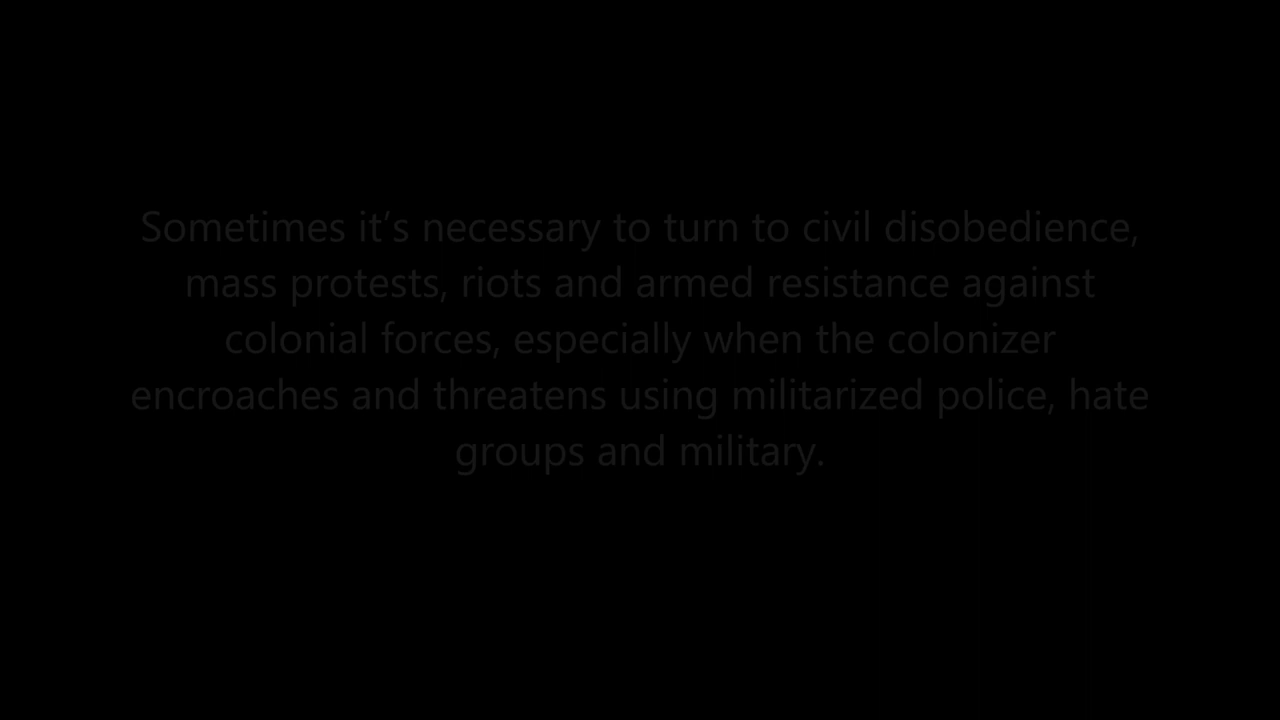 Sometimes it’s necessary to turn to civil disobedience,
mass protests, riots and armed resistance against
colonial forces, especially when the colonizer
encroaches and threatens using militarized police, hate
groups and military.